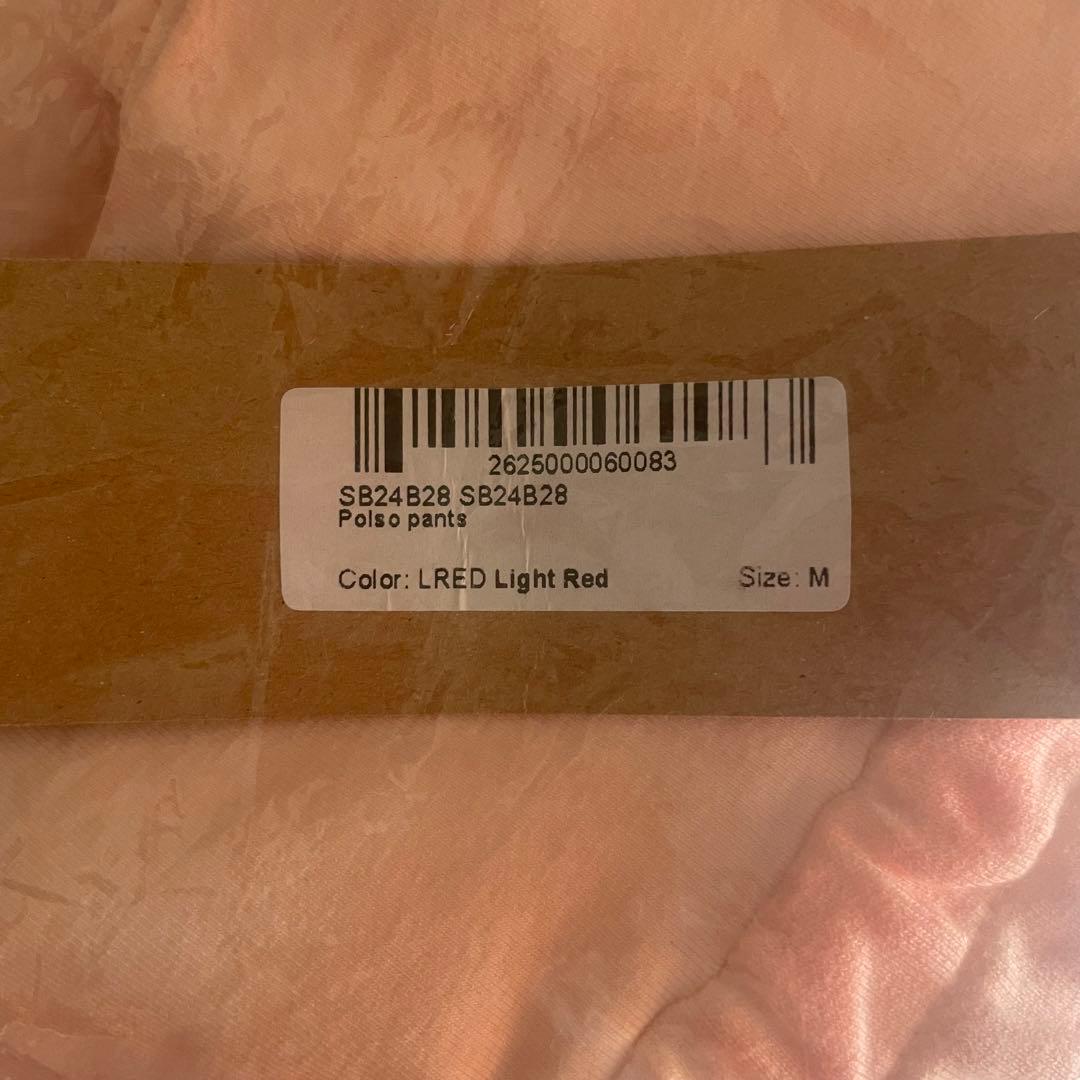 2625000060083
SB24B28 SB24B28
Polso pants
Color: LRED Light Red
Size: M